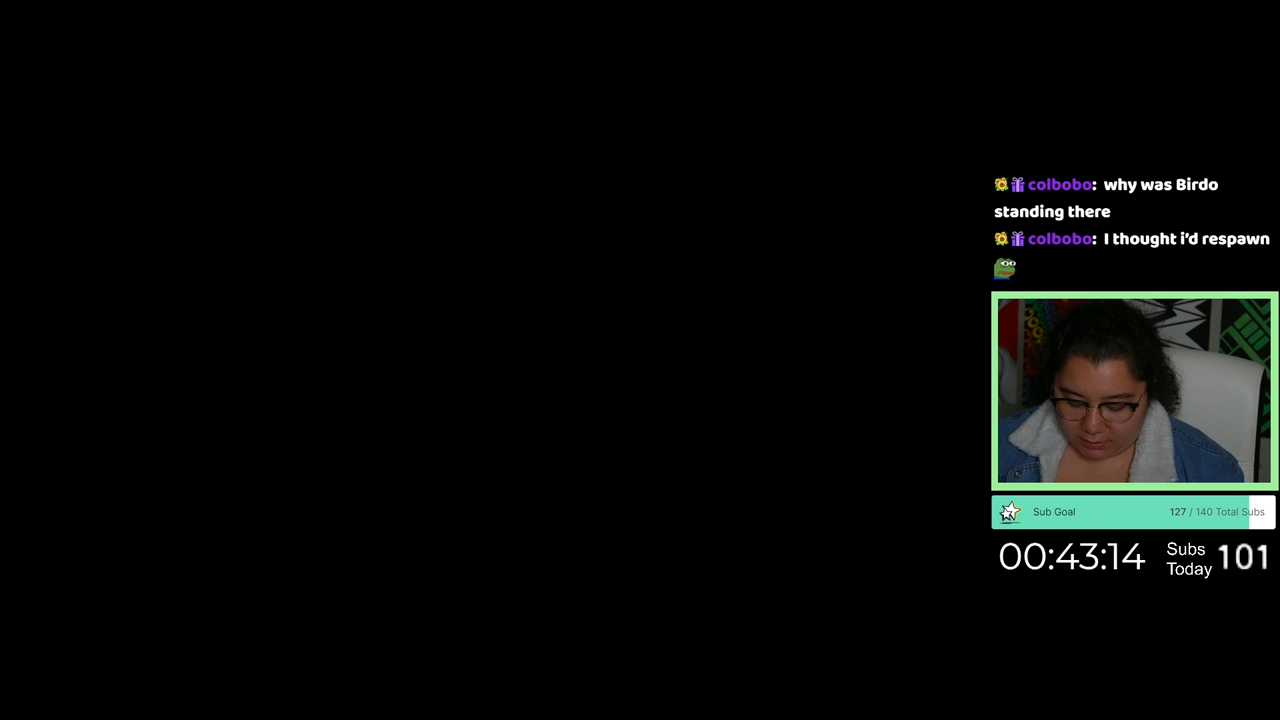 colbobo: why was Birdo
standing there
colbobo: I thought i'd respawn
Sub Goal 127 / 140 Total Subs
00:43:14 Subs Today 101